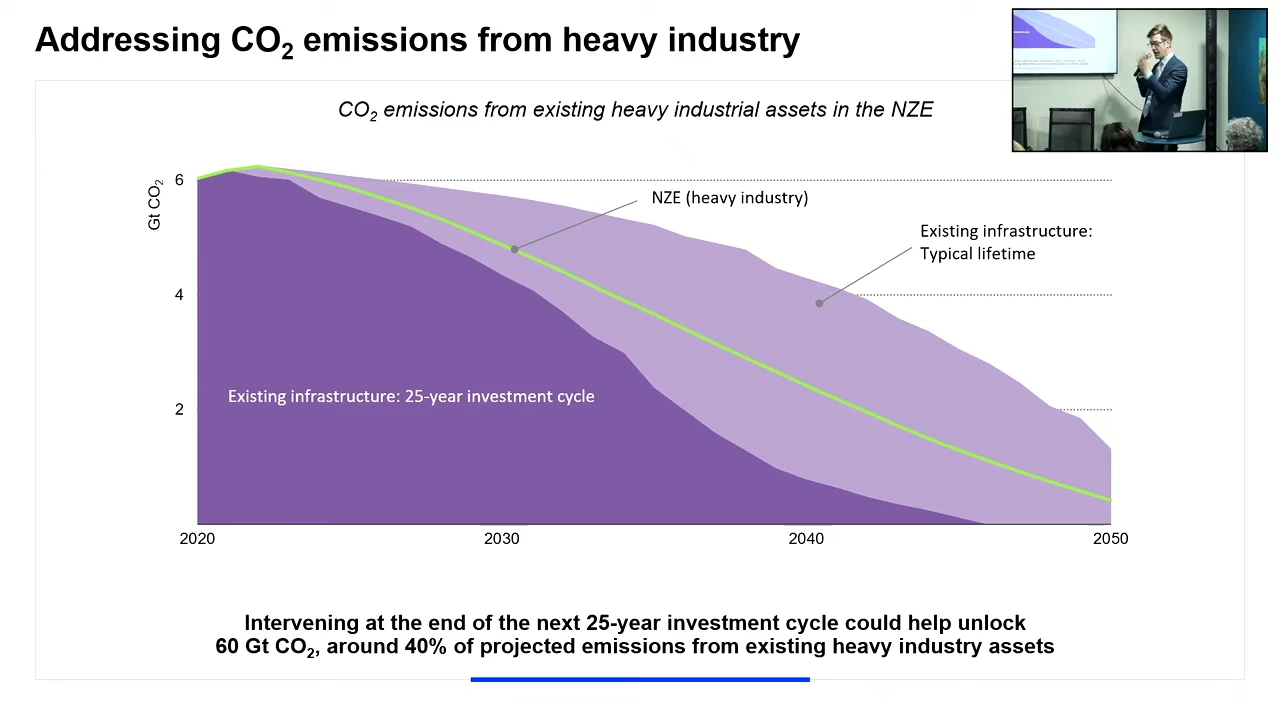 Addressing CO₂ emissions from heavy industry
CO₂ emissions from existing heavy industrial assets in the NZE
Gt CO₂
6
4
2
NZE (heavy industry)
Existing infrastructure:
Typical lifetime
Existing infrastructure: 25-year investment cycle
2020
2030
2040
2050
Intervening at the end of the next 25-year investment cycle could help unlock
60 Gt CO₂, around 40% of projected emissions from existing heavy industry assets